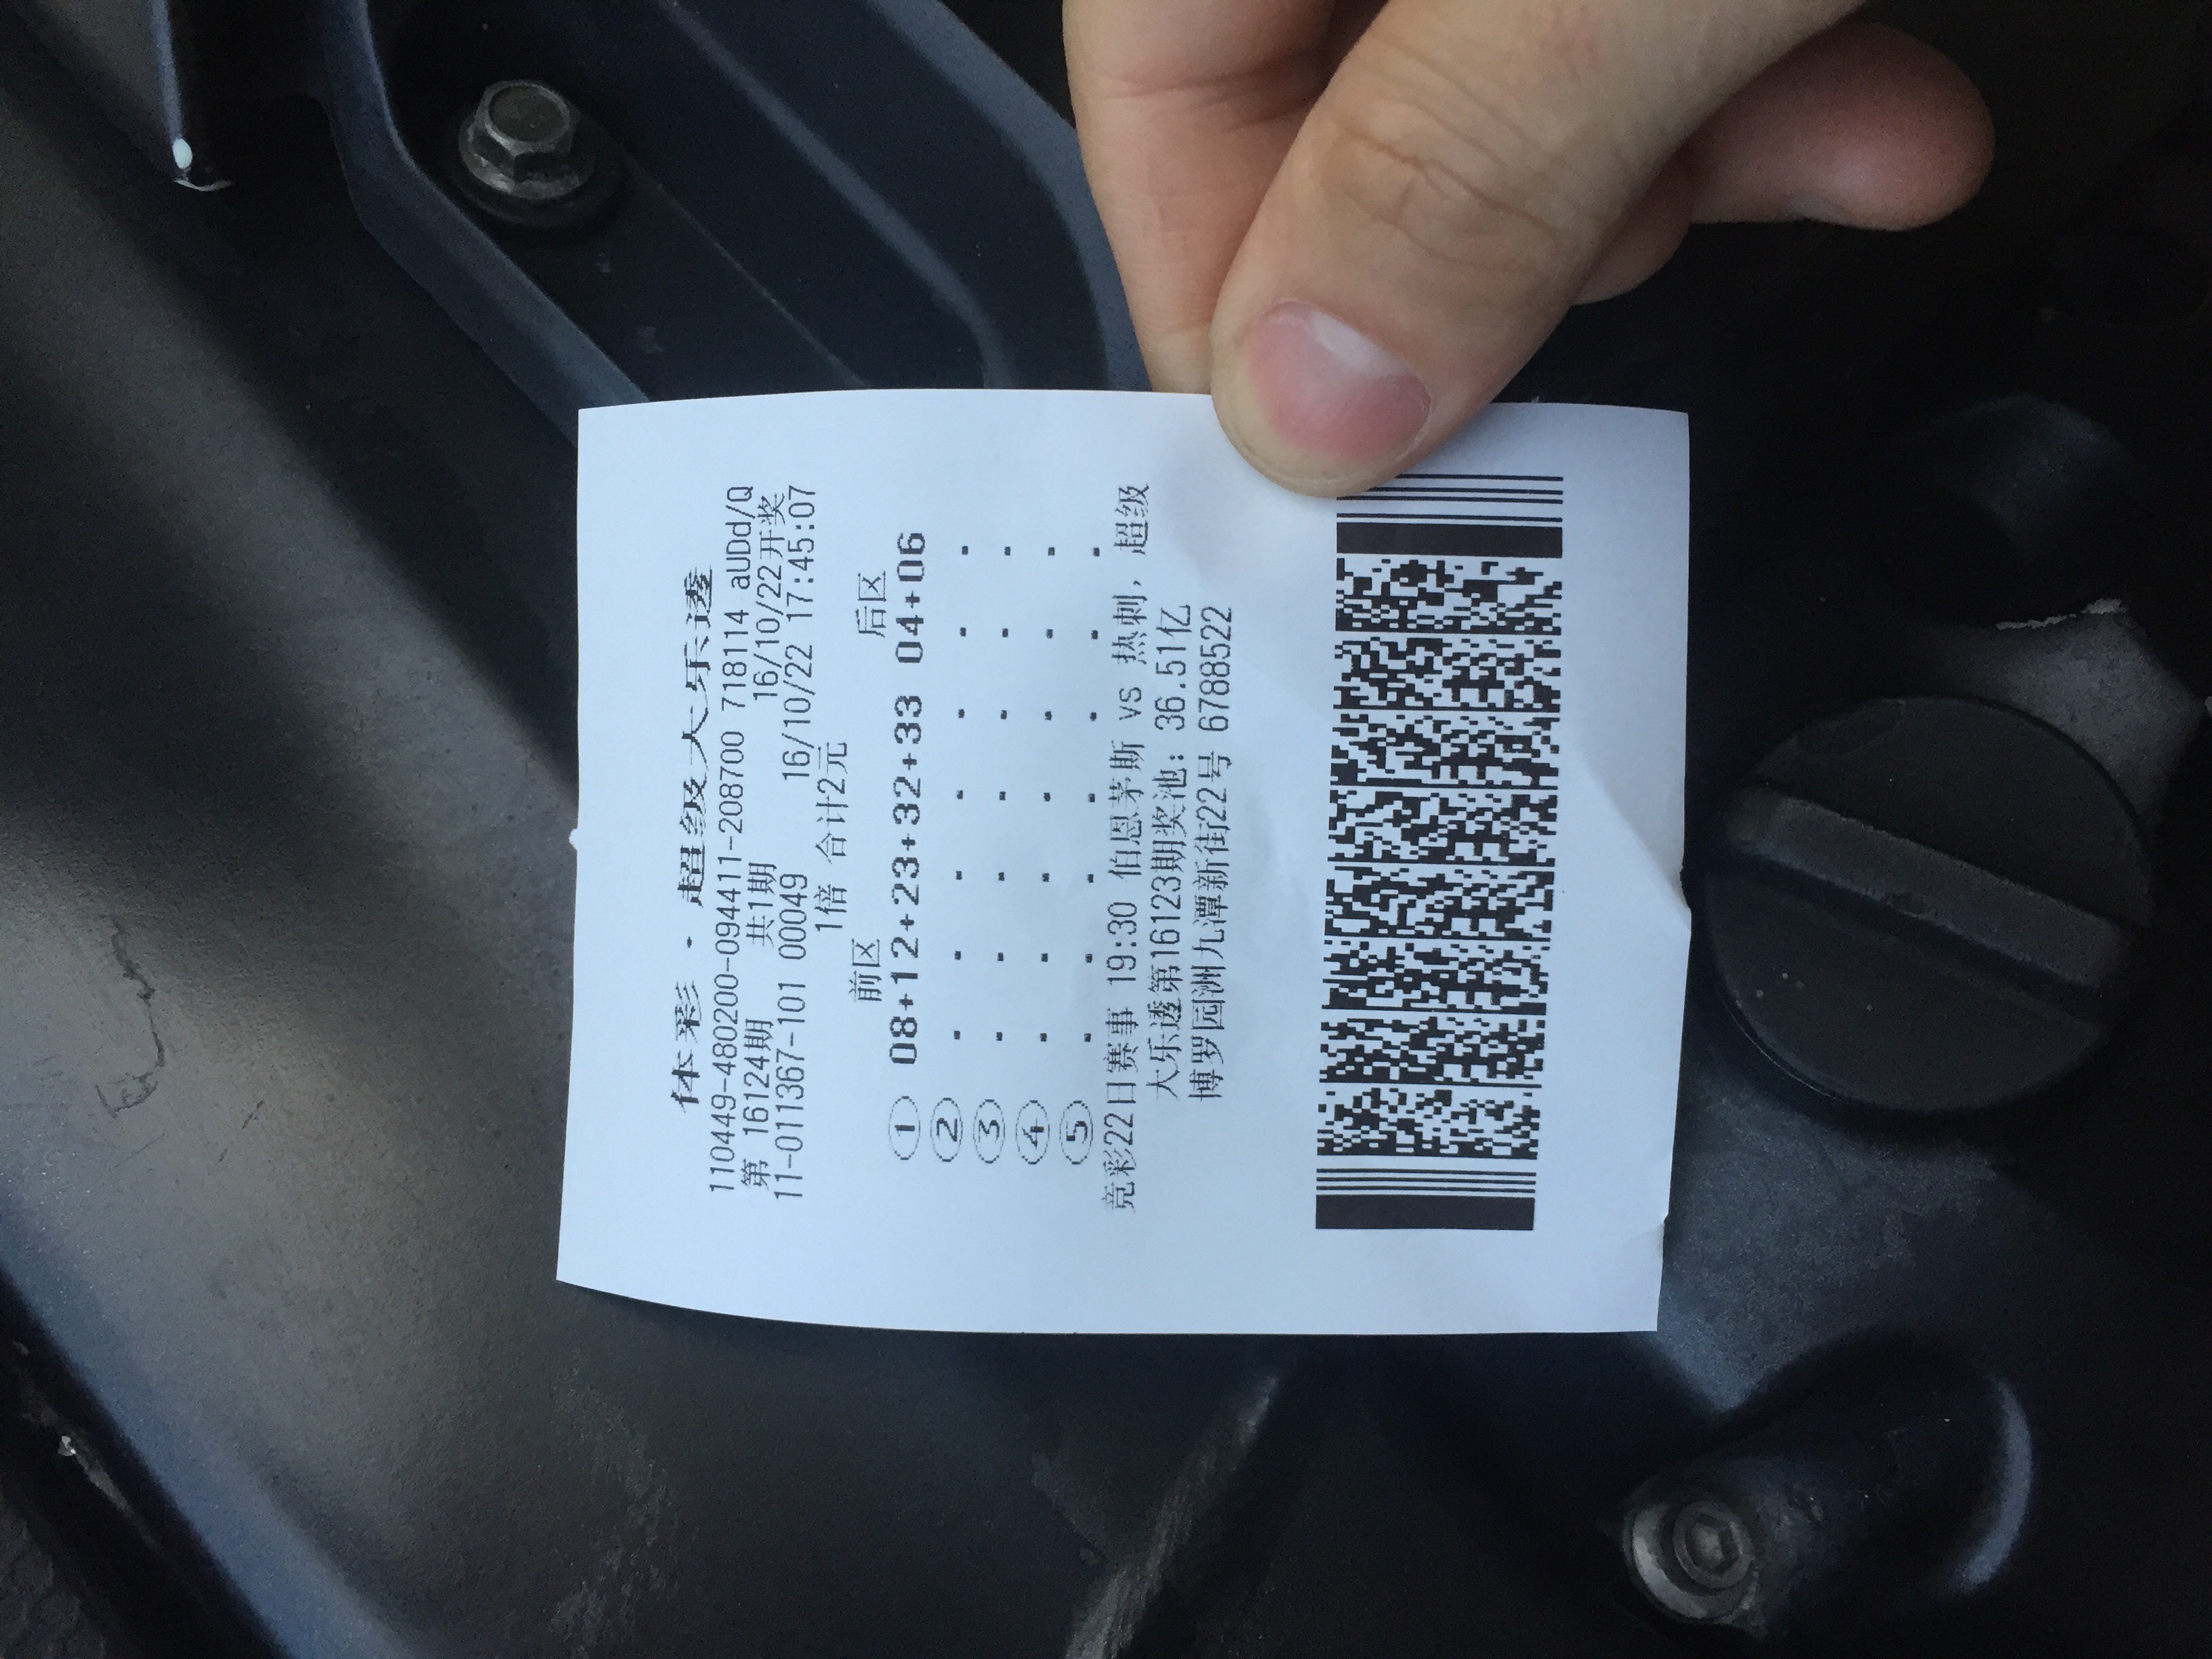 体彩·超级大乐透
110449-480200-094411-208700 718114 aUDd/Q
第 16124期 共1期 16/10/22开奖
11-011367-101 00049 16/10/22 17:45:07
1倍 合计2元
前区 后区
① 08+12+23+32+33 04+06
②
③
④
⑤
竞彩22日赛事 19:30 伯恩茅斯 vs 热刺, 超级
大乐透第16123期奖池: 36.51亿
博罗园洲九潭新街22号 6788522